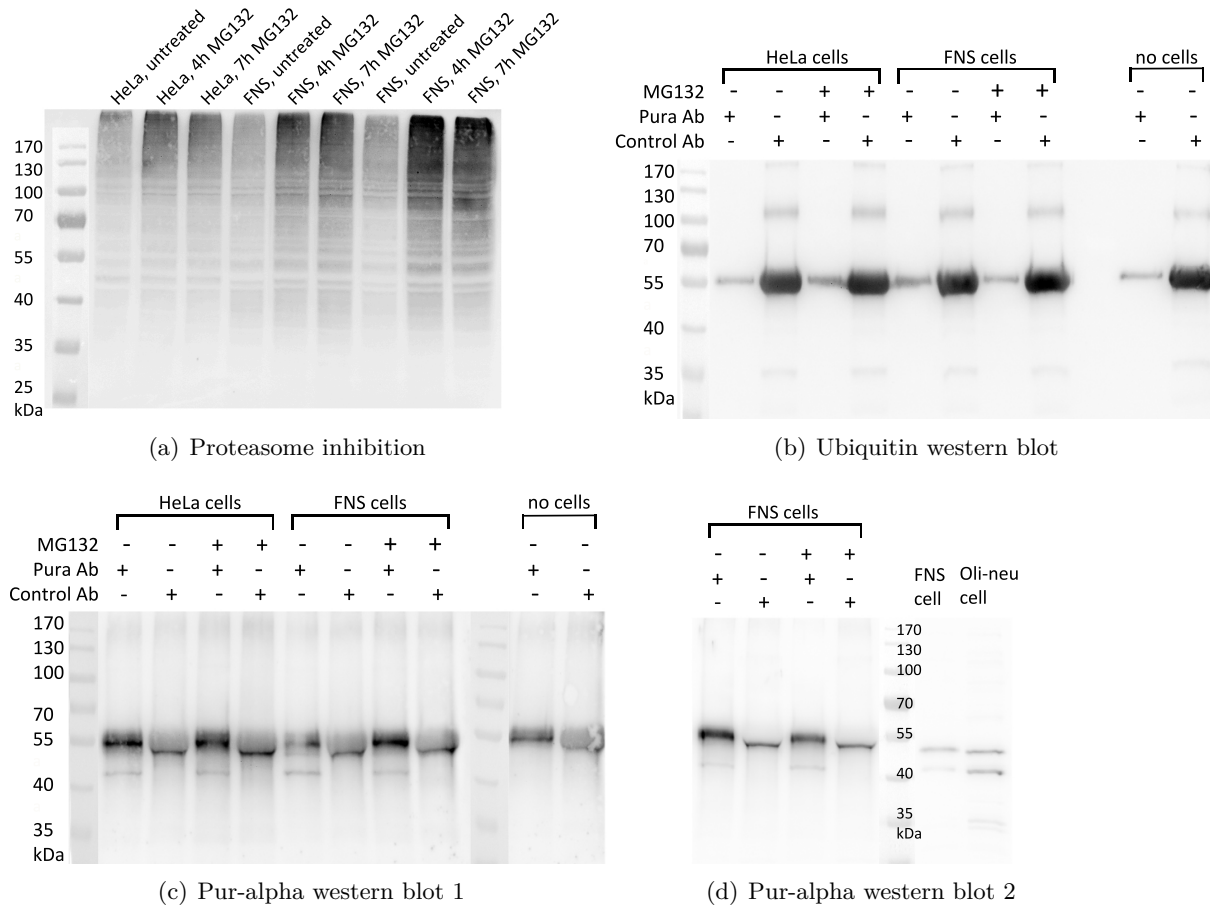 HeLa, untreated
HeLa, 4h MG132
HeLa, 7h MG132
FNS, untreated
FNS, 4h MG132
FNS, 7h MG132
FNS, untreated
FNS, 4h MG132
FNS, 7h MG132
170
130
100
70
55
40
35
25
kDa
(a) Proteasome inhibition
HeLa cells FNS cells no cells
MG132 - - + + - - + + - -
Pura Ab + - + - + - + - + -
Control Ab - + - + - + - + - +
170
130
100
70
55
40
35
kDa
(b) Ubiquitin western blot
HeLa cells FNS cells no cells
MG132 - - + + - - + + - -
Pura Ab + - + - + - + - + -
Control Ab - + - + - + - + - +
170
130
100
70
55
40
35
kDa
(c) Pur-alpha western blot 1
FNS cells
- - + +
+ - + -
- + - +
FNS cell
Oli-neu cell
170
130
100
70
55
40
35
kDa
(d) Pur-alpha western blot 2